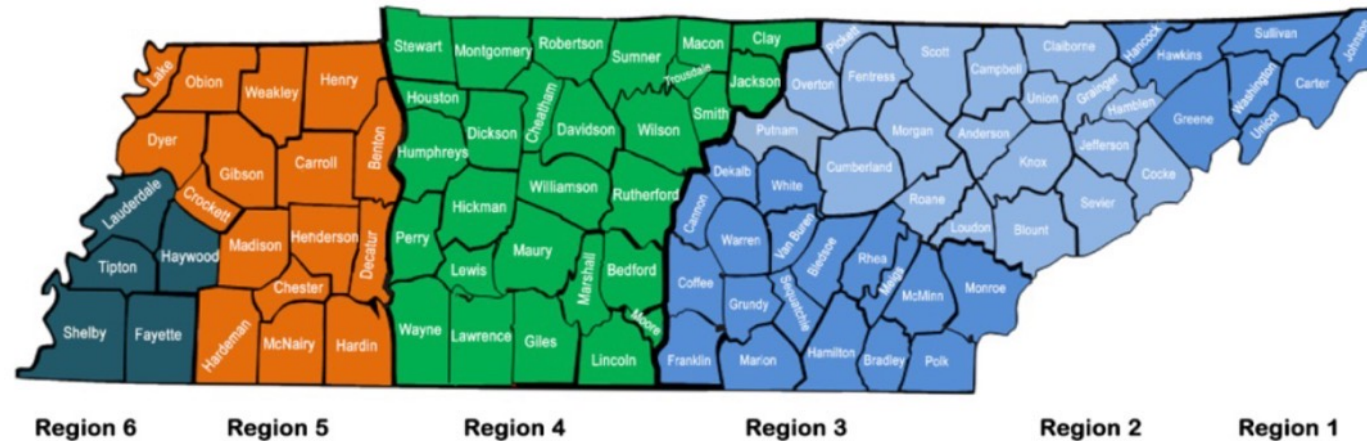 Lake
Obion
Weakley
Henry
Dyer
Gibson
Carroll
Benton
Crockett
Lauderdale
Haywood
Madison
Henderson
Decatur
Tipton
Chester
Shelby
Fayette
Hardeman
McNairy
Hardin
Stewart
Montgomery
Robertson
Sumner
Macon
Trousdale
Clay
Jackson
Houston
Cheatham
Smith
Humphreys
Dickson
Davidson
Wilson
Williamson
Rutherford
Hickman
Perry
Lewis
Maury
Marshall
Bedford
Moore
Wayne
Lawrence
Giles
Lincoln
Pickett
Overton
Fentress
Scott
Campbell
Claiborne
Union
Grainger
Hamblen
Putnam
Morgan
Anderson
Jefferson
Knox
Cumberland
Cocke
Sevier
Roane
Loudon
Blount
Hancock
Hawkins
Sullivan
Johnson
Washington
Carter
Greene
Unicoi
Dekalb
White
Cannon
Warren
Van Buren
Bledsoe
Rhea
Meigs
McMinn
Monroe
Coffee
Grundy
Sequatchie
Franklin
Marion
Hamilton
Bradley
Polk
Region 6
Region 5
Region 4
Region 3
Region 2
Region 1